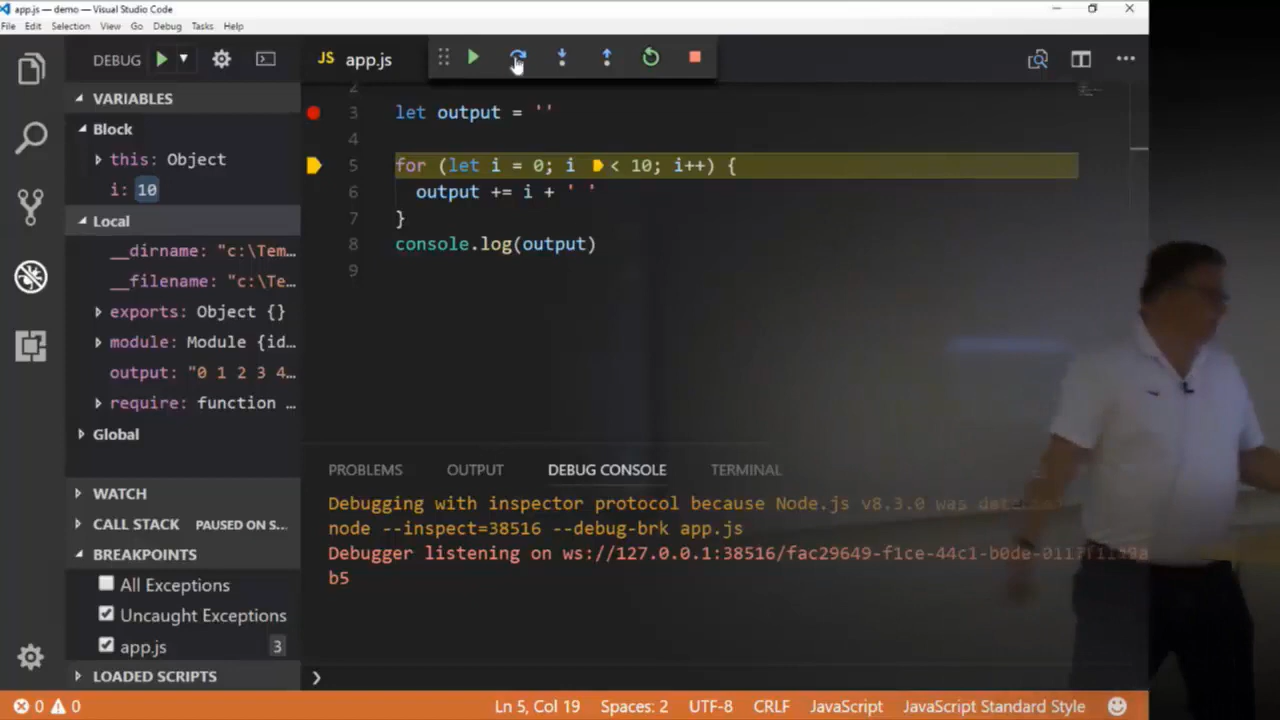 app.js — demo — Visual Studio Code
File Edit Selection View Go Debug Tasks Help
DEBUG
JS app.js
VARIABLES
Block
this: Object
i: 10
Local
__dirname: "c:\Tem…
__filename: "c:\Te…
exports: Object {}
module: Module {id…
output: "0 1 2 3 4…
require: function …
Global
WATCH
CALL STACK PAUSED ON S…
BREAKPOINTS
All Exceptions
Uncaught Exceptions
app.js 3
LOADED SCRIPTS
2
3 let output = ''
4
5 for (let i = 0; i < 10; i++) {
6 output += i + ' '
7 }
8 console.log(output)
9
PROBLEMS OUTPUT DEBUG CONSOLE TERMINAL
Debugging with inspector protocol because Node.js v8.3.0 was
node --inspect=38516 --debug-brk app.js
Debugger listening on ws://127.0.0.1:38516/fac29649-f1ce-44c1-b0de-
b5
0 0 Ln 5, Col 19 Spaces: 2 UTF-8 CRLF JavaScript JavaScript Standard Style